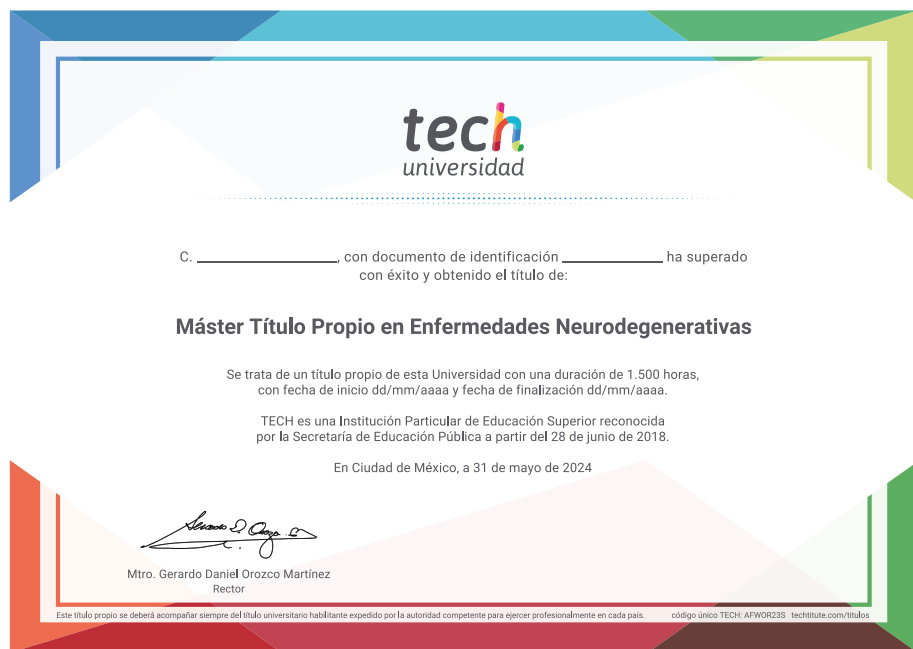 tech
universidad
C. ____________, con documento de identificación ____________ ha superado
con éxito y obtenido el título de:
Máster Título Propio en Enfermedades Neurodegenerativas
Se trata de un título propio de esta Universidad con una duración de 1.500 horas,
con fecha de inicio dd/mm/aaaa y fecha de finalización dd/mm/aaaa.
TECH es una Institución Particular de Educación Superior reconocida
por la Secretaría de Educación Pública a partir del 28 de junio de 2018.
En Ciudad de México, a 31 de mayo de 2024
Mtro. Gerardo Daniel Orozco Martínez
Rector
Este título propio se deberá acompañar siempre del título universitario habilitante expedido por la autoridad competente para ejercer profesionalmente en cada país. código único TECH: AFWOR23S techtitute.com/titulos